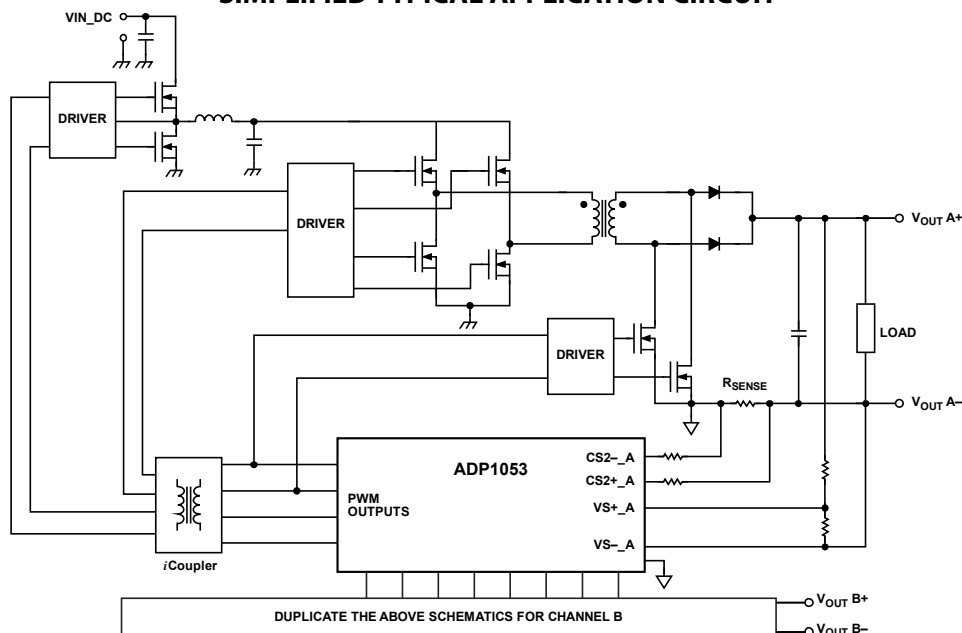 SIMPLIFIED TYPICAL APPLICATION CIRCUIT
VIN_DC
DRIVER
DRIVER
VOUT A+
LOAD
DRIVER
RSENSE
VOUT A–
ADP1053
CS2–_A
CS2+_A
PWM
OUTPUTS
VS+_A
VS–_A
iCoupler
DUPLICATE THE ABOVE SCHEMATICS FOR CHANNEL B
VOUT B+
VOUT B–